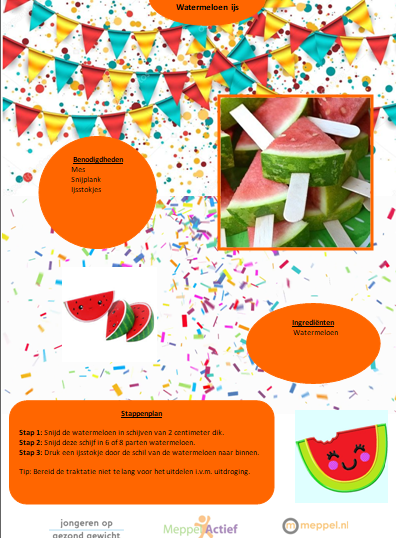 Watermeloen ijs
Benodigdheden
Mes
Snijplank
Ijsstokjes
Ingrediënten
Watermeloen
Stappenplan
Stap 1: Snijd de watermeloen in schijven van 2 centimeter dik.
Stap 2: Snijd deze schijf in 6 of 8 parten watermeloen.
Stap 3: Druk een ijsstokje door de schil van de watermeloen naar binnen.
Tip: Bereid de traktatie niet te lang voor het uitdelen i.v.m. uitdroging.
jongeren op
gezond gewicht
MeppelActief
meppel.nl